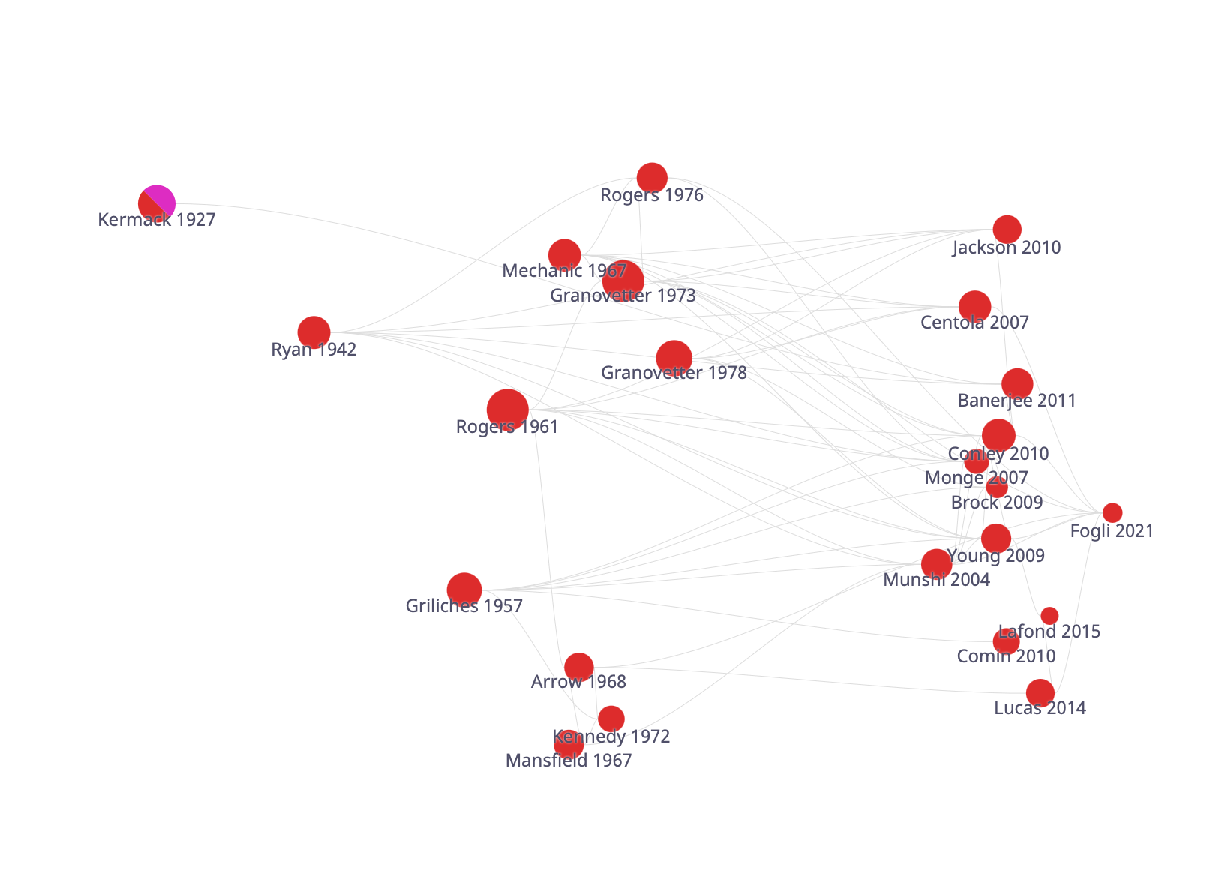 Rogers 1976
Kermack 1927
Jackson 2010
Mechanic 1967
Granovetter 1973
Centola 2007
Ryan 1942
Granovetter 1978
Banerjee 2011
Rogers 1961
Conley 2010
Monge 2007
Brock 2009
Fogli 2021
Young 2009
Munshi 2004
Griliches 1957
Lafond 2015
Comin 2010
Arrow 1968
Lucas 2014
Kennedy 1972
Mansfield 1967